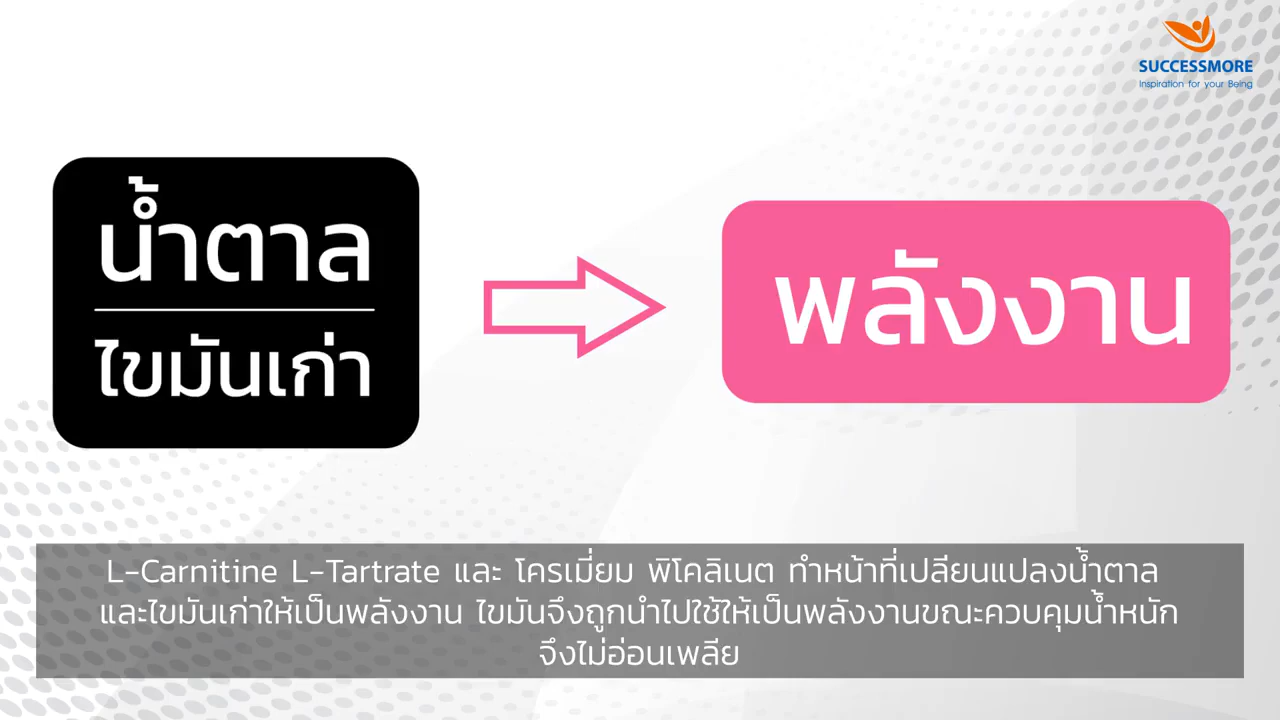 SUCCESSMORE
Inspiration for your Being
น้ำตาล
ไขมันเก่า
พลังงาน
L-Carnitine L-Tartrate และ โครเมี่ยม พิโคลิเนต ทำหน้าที่เปลี่ยนแปลงน้ำตาล
และไขมันเก่าให้เป็นพลังงาน ไขมันจึงถูกนำไปใช้ให้เป็นพลังงานขณะควบคุมน้ำหนัก
จึงไม่อ่อนเพลีย